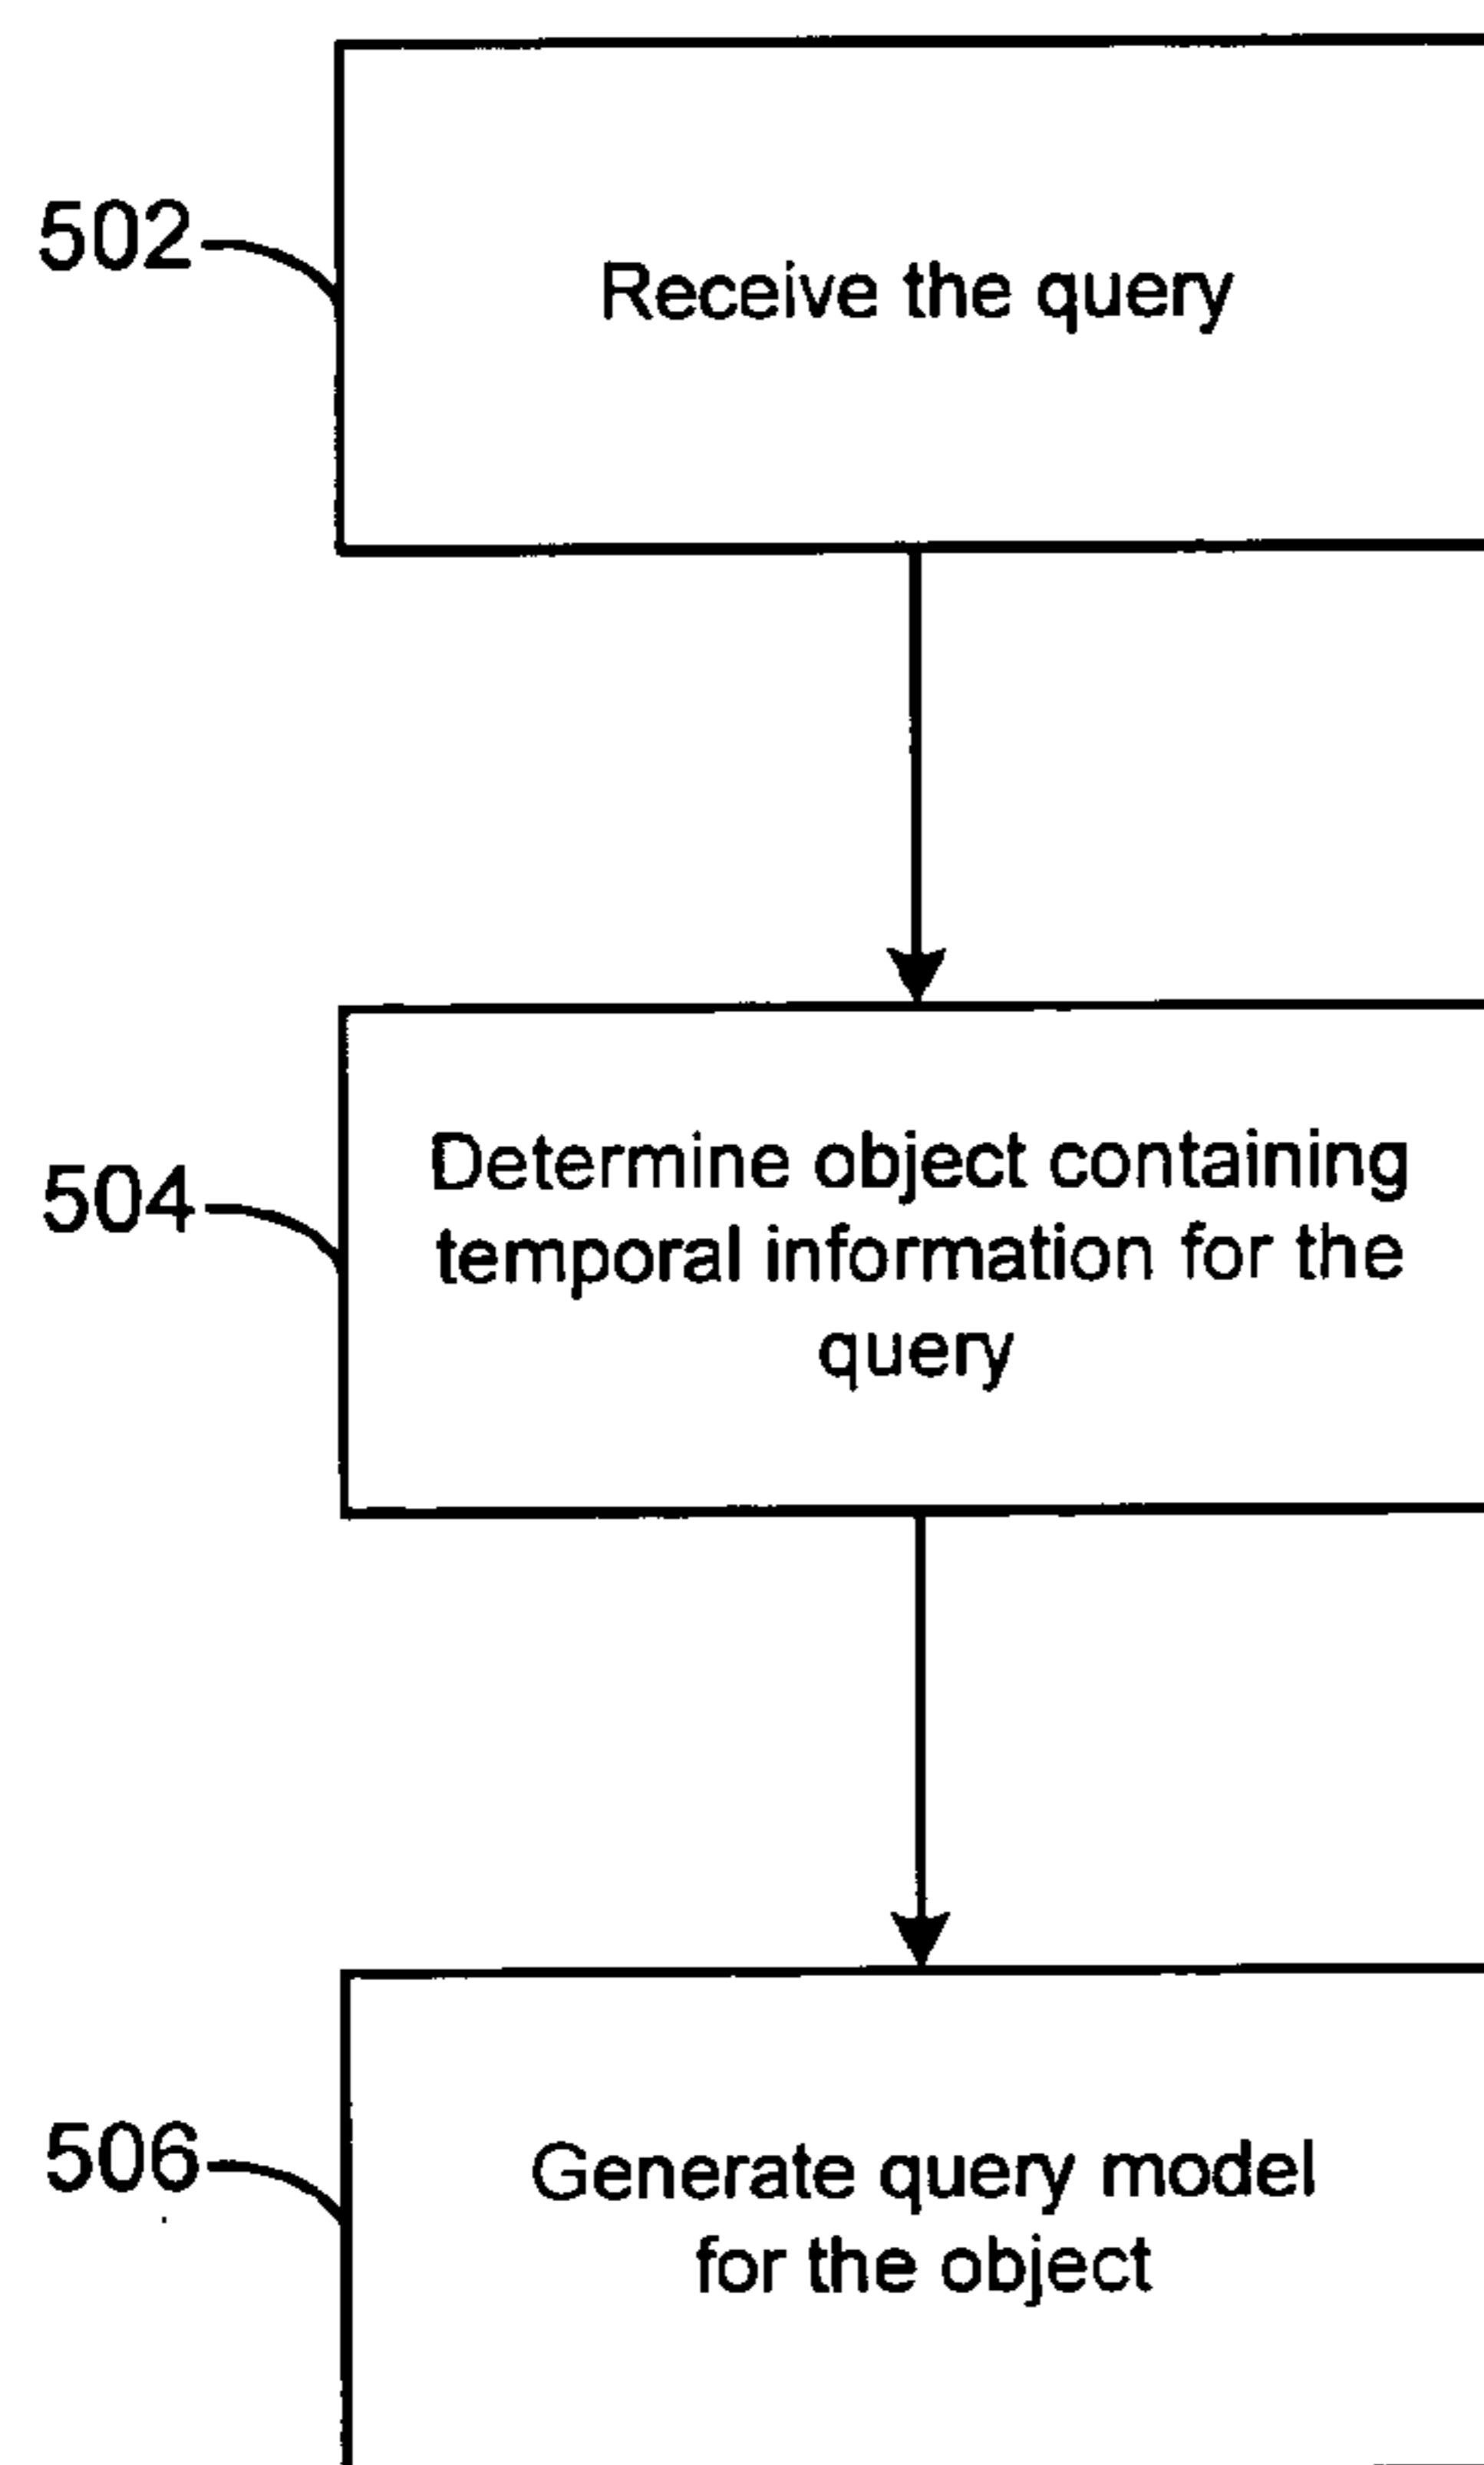 502
Receive the query
504
Determine object containing
temporal information for the
query
506
Generate query model
for the object